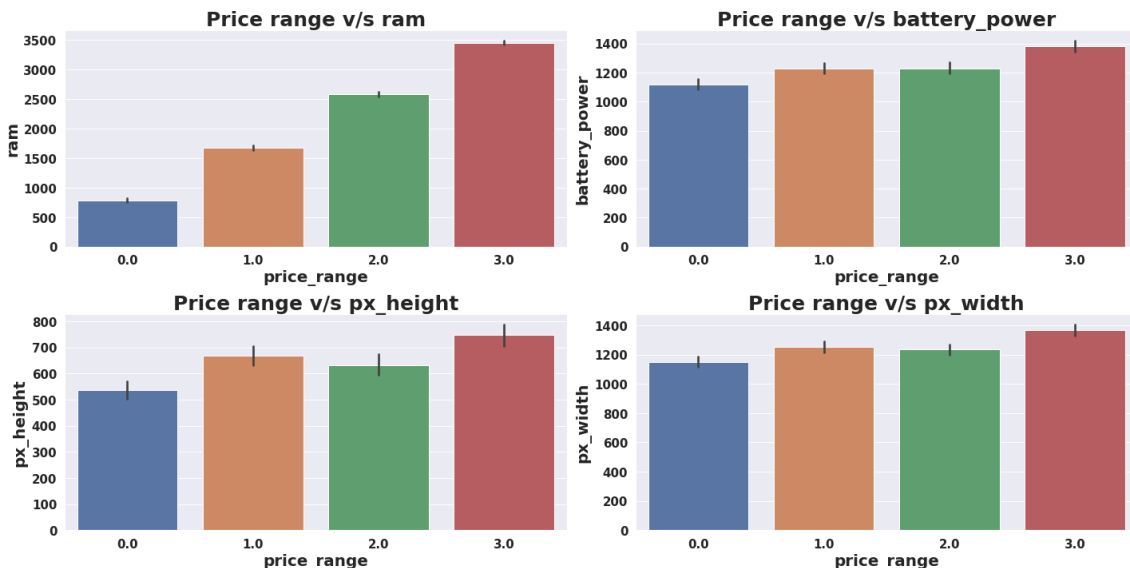 Price range v/s ram
3500
3000
2500
2000
1500
1000
500
0
ram
0.0 1.0 2.0 3.0
price_range
Price range v/s battery_power
1400
1200
1000
800
600
400
200
0
battery_power
0.0 1.0 2.0 3.0
price_range
Price range v/s px_height
800
700
600
500
400
300
200
100
0
px_height
0.0 1.0 2.0 3.0
price_range
Price range v/s px_width
1400
1200
1000
800
600
400
200
0
px_width
0.0 1.0 2.0 3.0
price_range